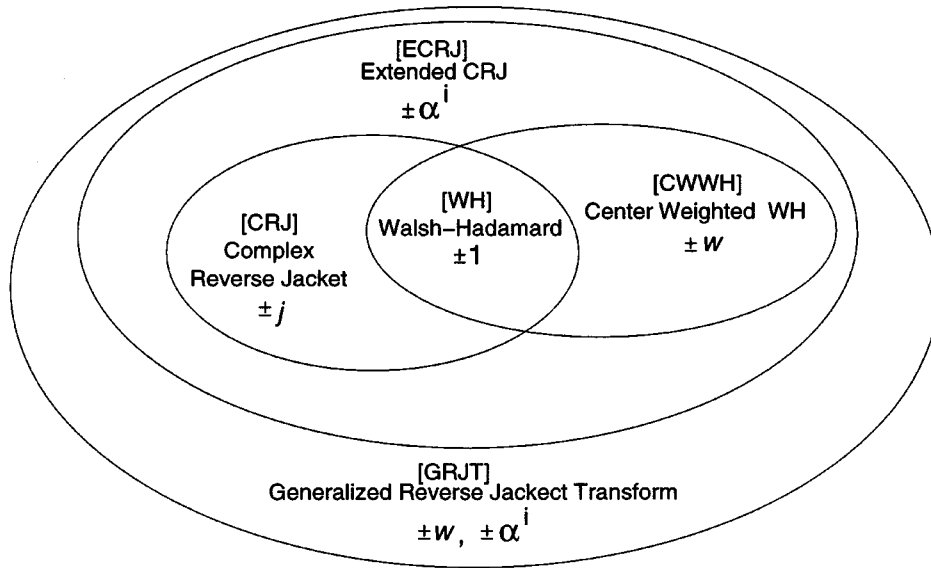 [ECRJ]
Extended CRJ
±α^i
[CRJ]
Complex
Reverse Jacket
±j
[WH]
Walsh–Hadamard
±1
[CWWH]
Center Weighted WH
±w
[GRJT]
Generalized Reverse Jackect Transform
±w, ±α^i